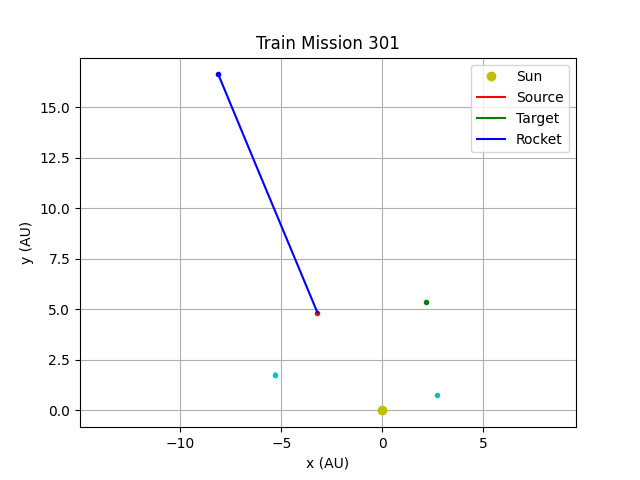 Train Mission 301
Sun
Source
Target
Rocket
15.0
12.5
10.0
7.5
5.0
2.5
0.0
y (AU)
−10
−5
0
5
x (AU)